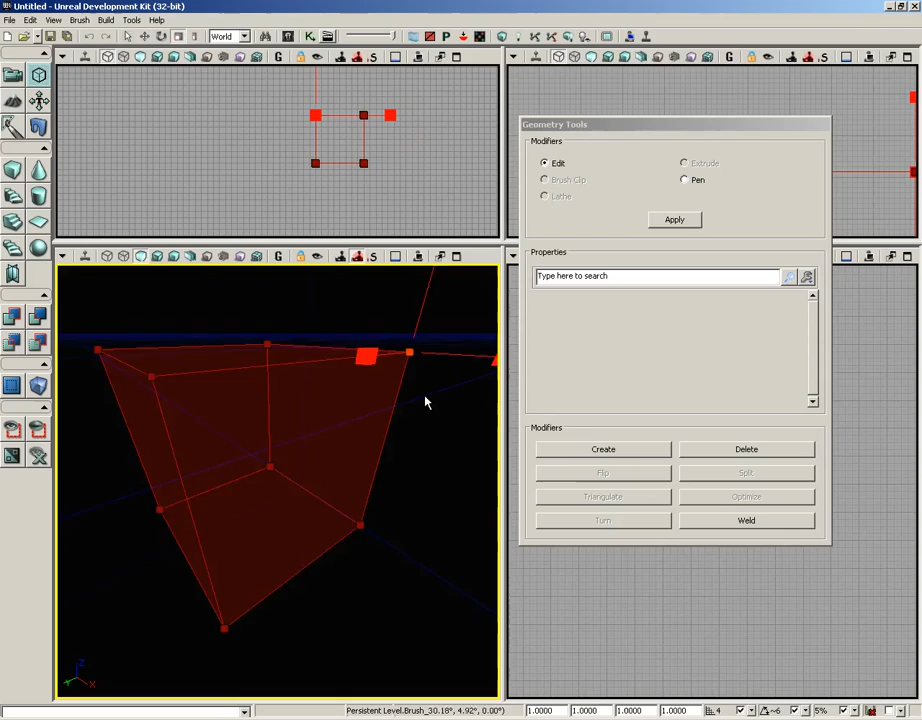 Untitled - Unreal Development Kit (32-bit)
File Edit View Brush Build Tools Help
World
G
G
Geometry Tools
Modifiers
Edit Extrude
Brush Clip Pen
Lathe
Apply
Properties
Type here to search
G
Modifiers
Create Delete
Flip Split
Triangulate Optimize
Turn Weld
Z
Y X
Persistent Level.Brush_30.18°, 4.92°, 0.00°) 1.0000 1.0000 1.0000 1.0000 4 ~6 5%